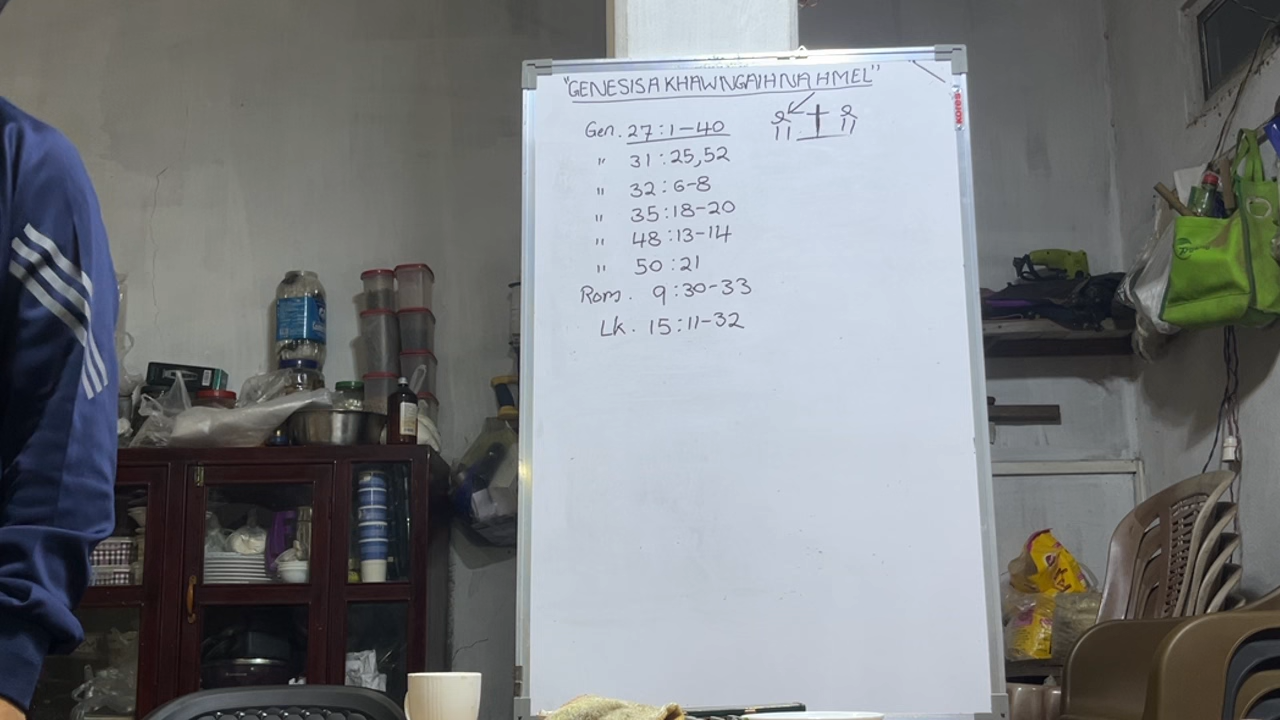 "GENESIS A KHAWNGAIHNA HMEL"
Gen. 27:1-40
" 31:25,52
" 32:6-8
" 35:18-20
" 48:13-14
" 50:21
Rom. 9:30-33
Lk. 15:11-32
kores